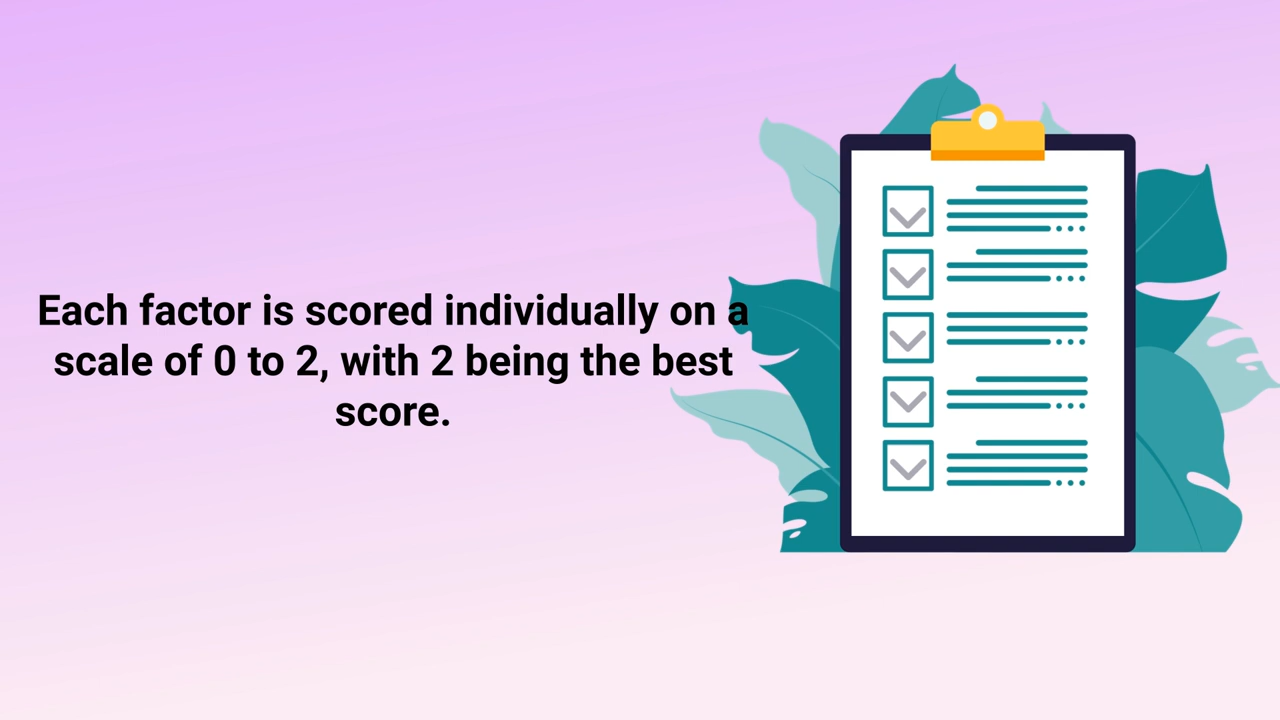 Each factor is scored individually on a
scale of 0 to 2, with 2 being the best
score.